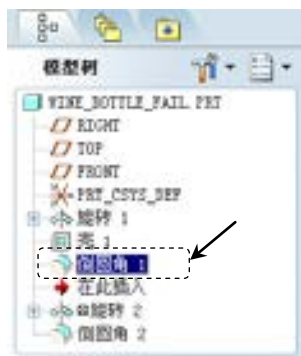 模型树
WINE_BOTTLE_FAIL.PRT
RIGHT
TOP
FRONT
PRT_CSYS_DEF
旋转 1
壳 1
倒圆角 1
在此插入
旋转 2
倒圆角 2